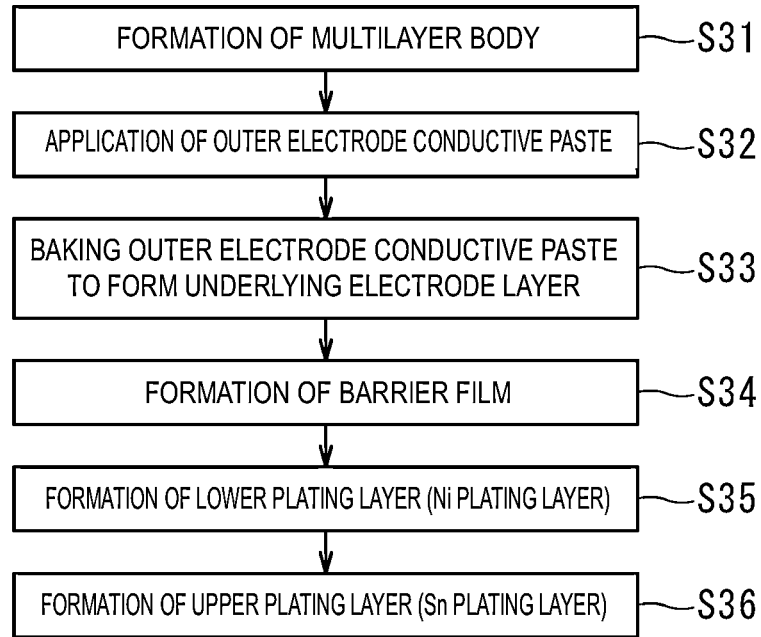 FORMATION OF MULTILAYER BODY
S31
APPLICATION OF OUTER ELECTRODE CONDUCTIVE PASTE
S32
BAKING OUTER ELECTRODE CONDUCTIVE PASTE
TO FORM UNDERLYING ELECTRODE LAYER
S33
FORMATION OF BARRIER FILM
S34
FORMATION OF LOWER PLATING LAYER (Ni PLATING LAYER)
S35
FORMATION OF UPPER PLATING LAYER (Sn PLATING LAYER)
S36